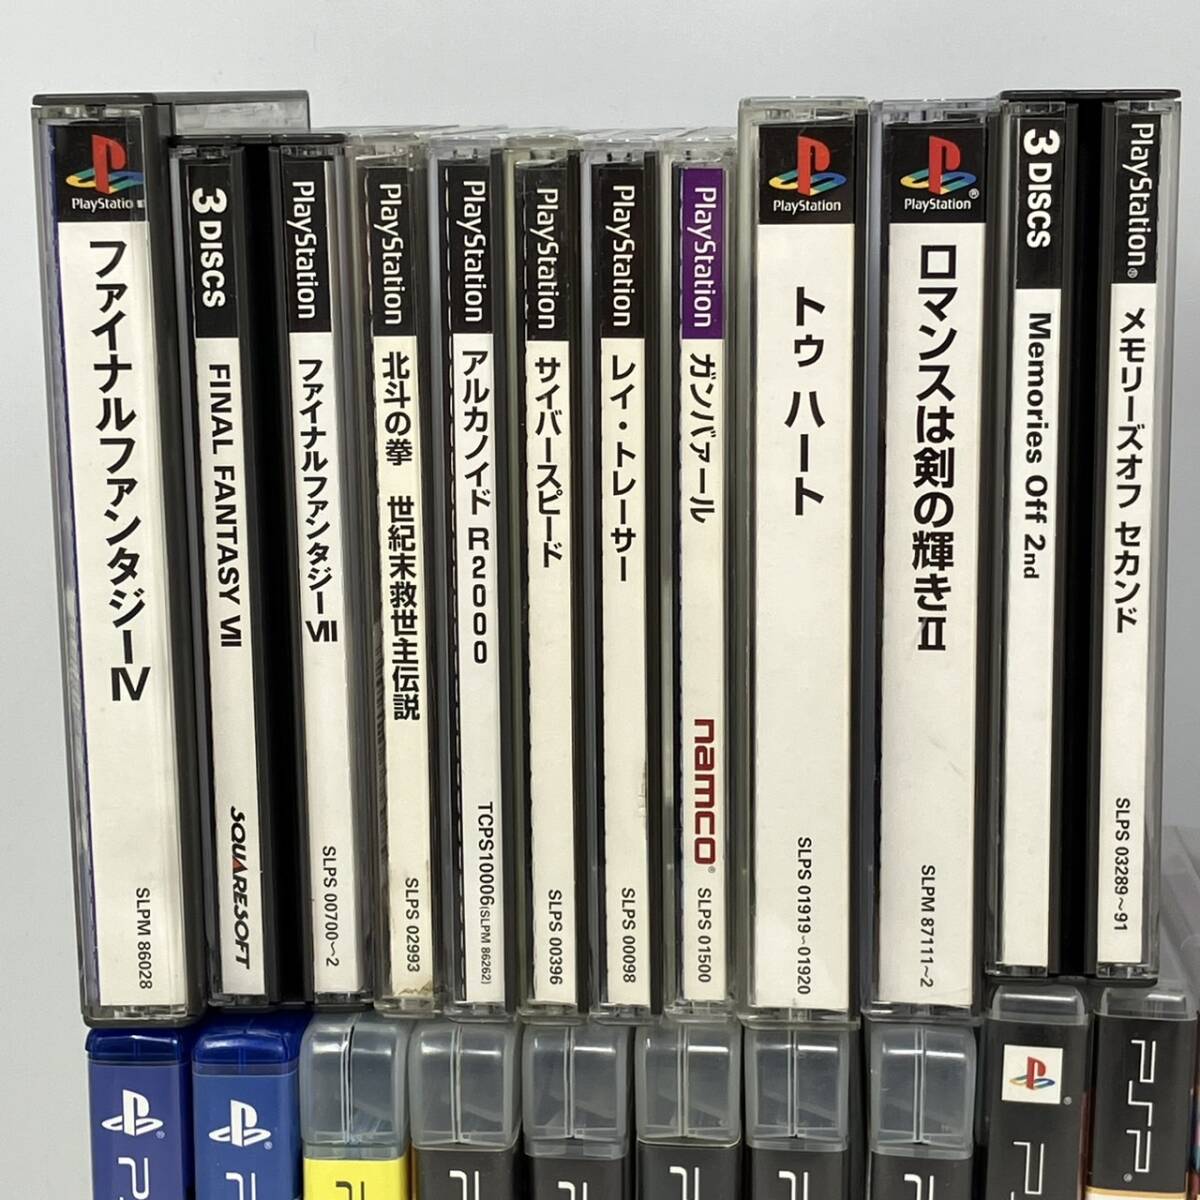 PlayStation
ファイナルファンタジーⅣ
SLPM 86028
3 DISCS
FINAL FANTASY Ⅶ
SQUARESOFT
PlayStation
ファイナルファンタジーⅦ
SLPS 00700~2
PlayStation
北斗の拳 世紀末救世主伝説
SLPS 02993
PlayStation
アルカノイド R2000
TCPS10006(SLPM 86262)
PlayStation
サイバースピード
SLPS 00396
PlayStation
レイ・トレーサー
SLPS 00098
PlayStation
ガンバァール
namco®
SLPS 01500
PlayStation
トゥ ハート
SLPS 01919~01920
PlayStation®
ロマンスは剣の輝きⅡ
SLPM 87111~2
3 DISCS
Memories Off 2nd
PlayStation®
メモリーズオフ セカンド
SLPS 03289~91
PSP®